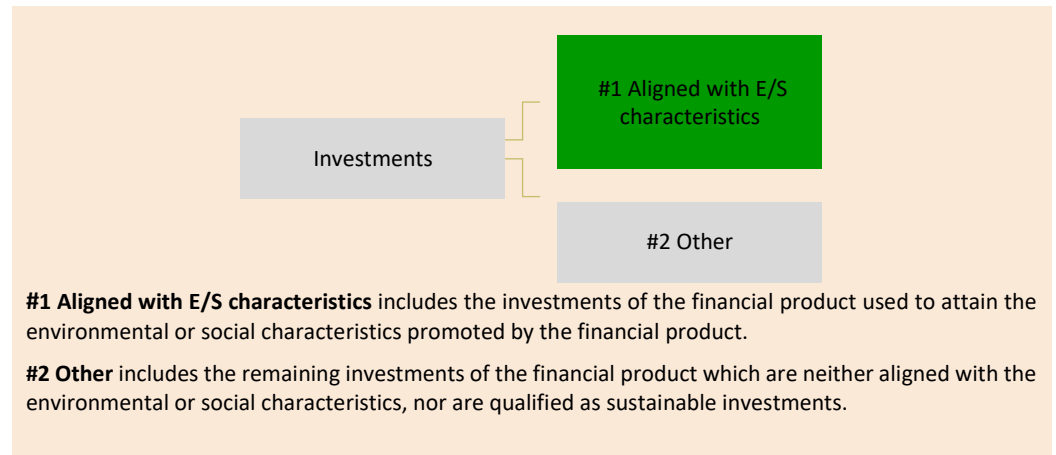 #1 Aligned with E/S
characteristics
Investments
#2 Other
#1 Aligned with E/S characteristics includes the investments of the financial product used to attain the
environmental or social characteristics promoted by the financial product.
#2 Other includes the remaining investments of the financial product which are neither aligned with the
environmental or social characteristics, nor are qualified as sustainable investments.